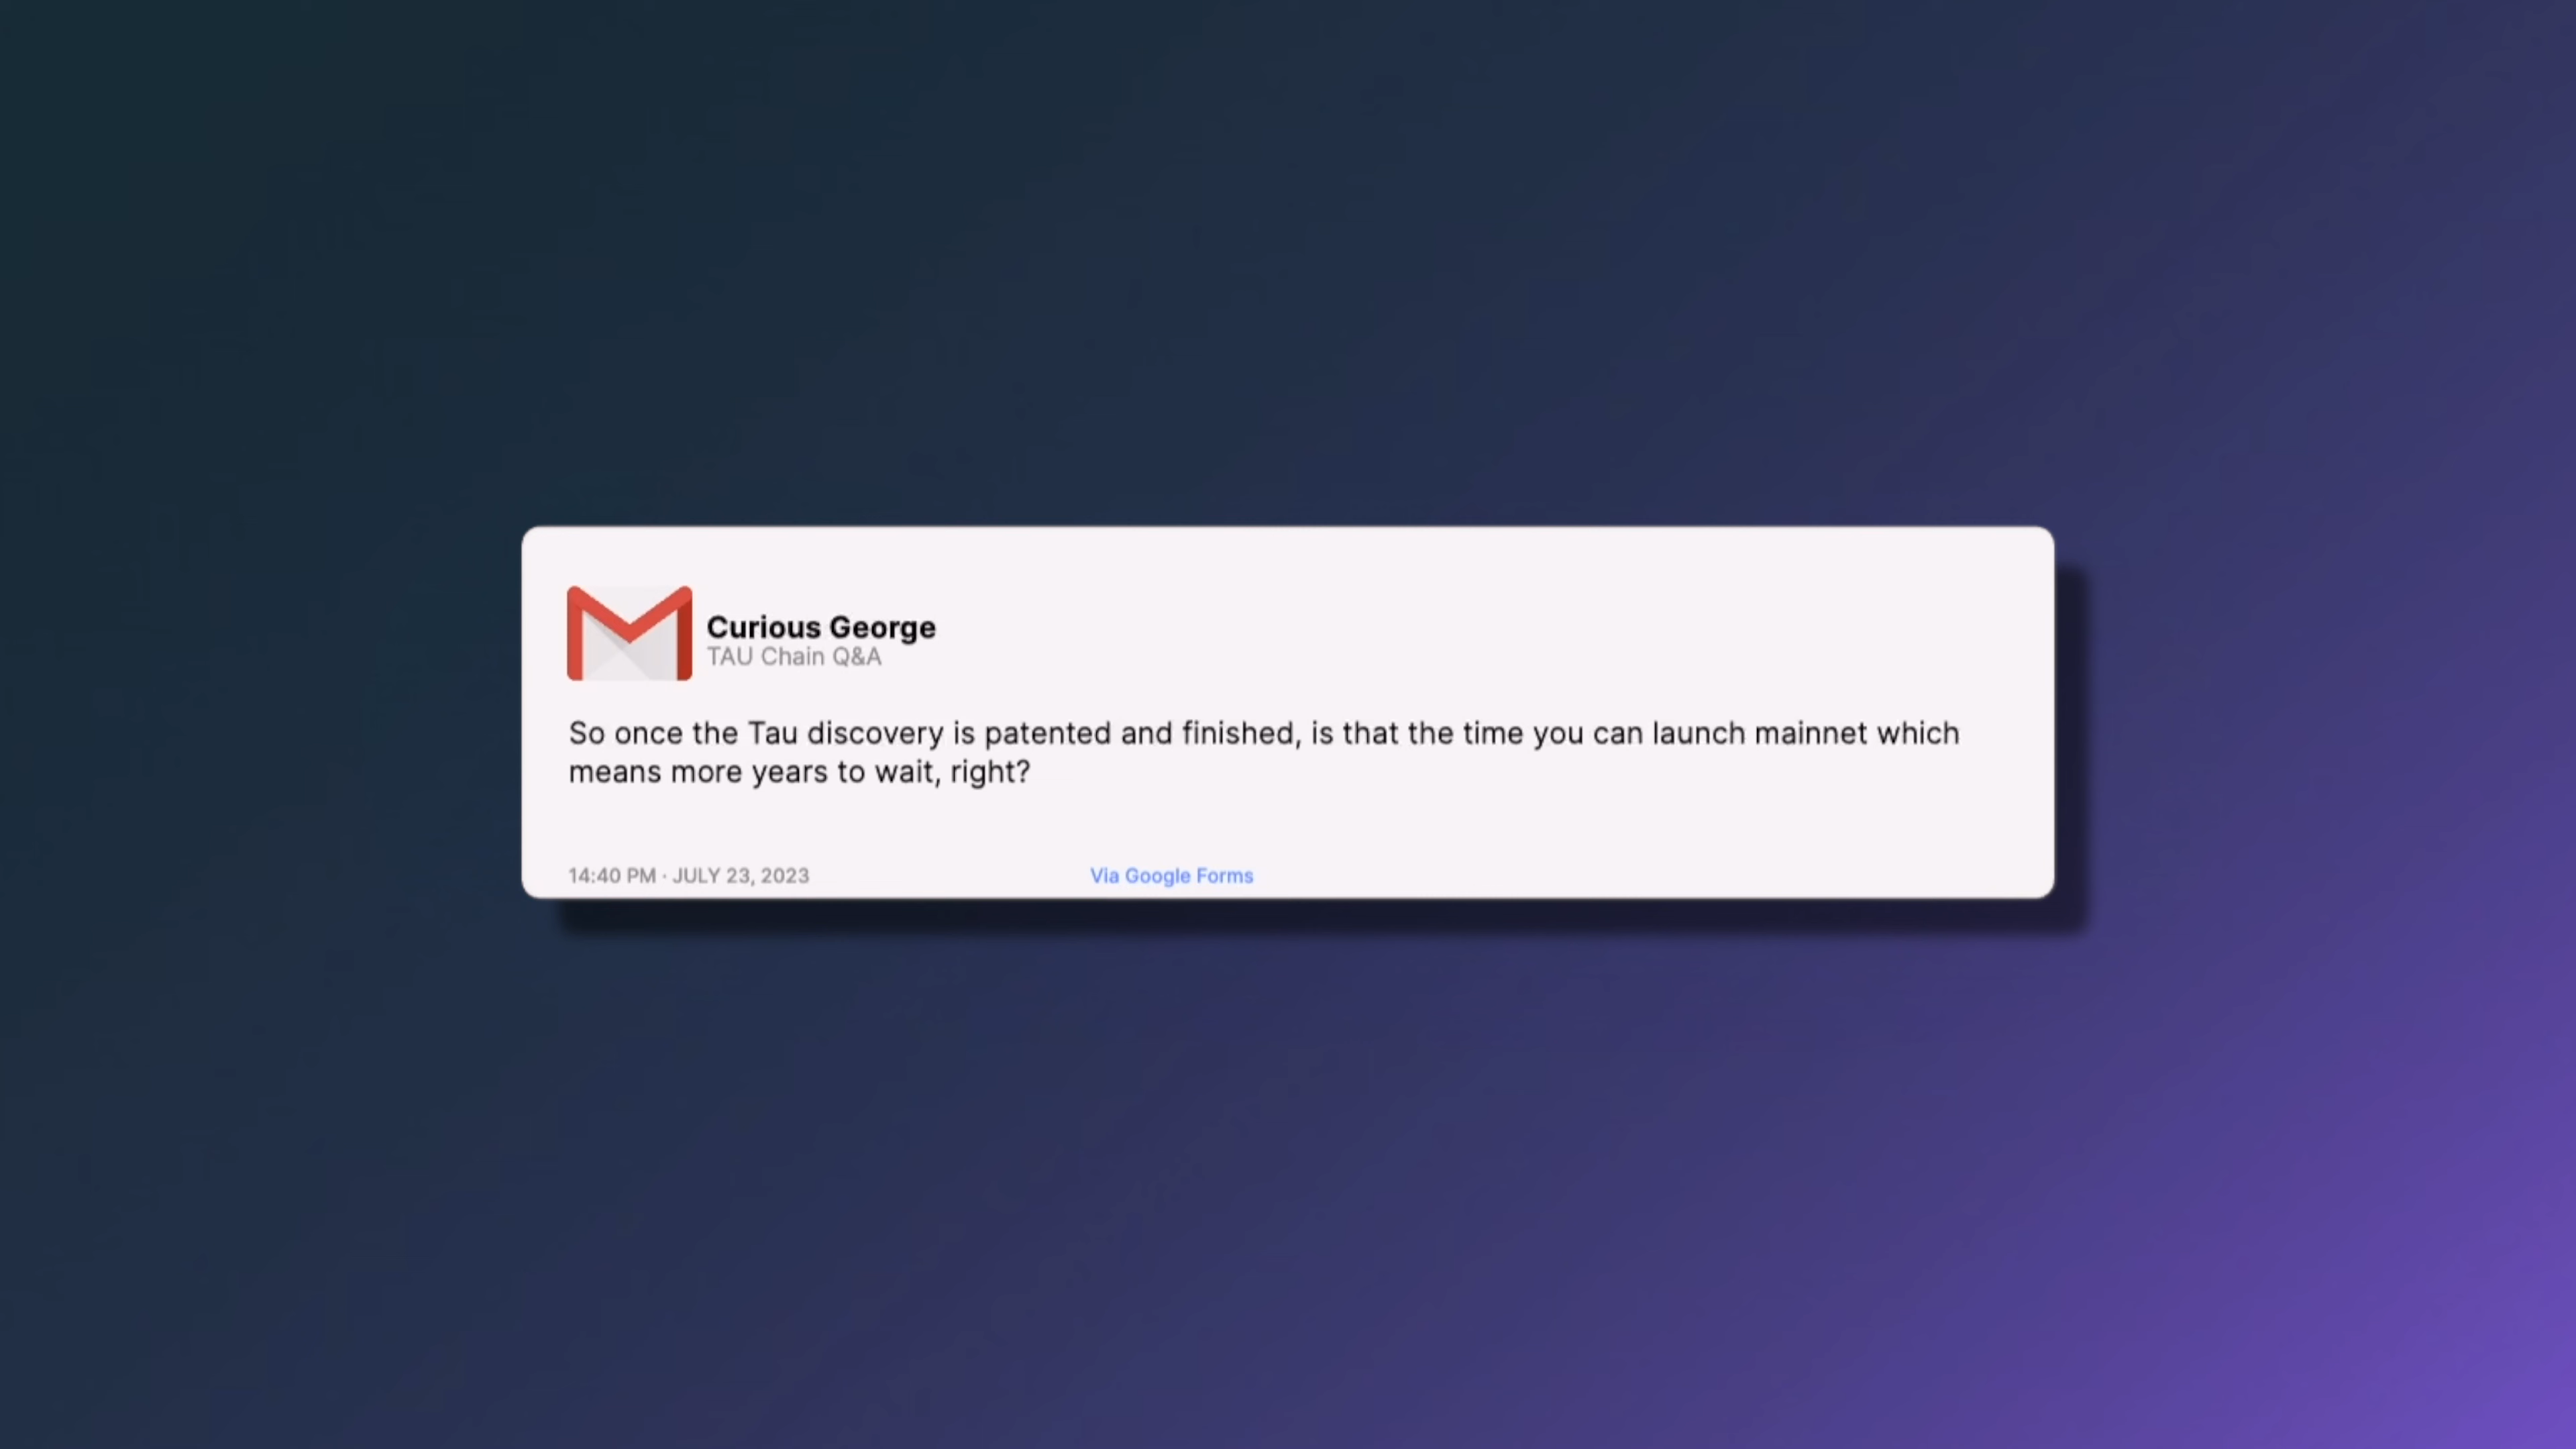 Curious George
TAU Chain Q&A
So once the Tau discovery is patented and finished, is that the time you can launch mainnet which
means more years to wait, right?
14:40 PM · JULY 23, 2023
Via Google Forms